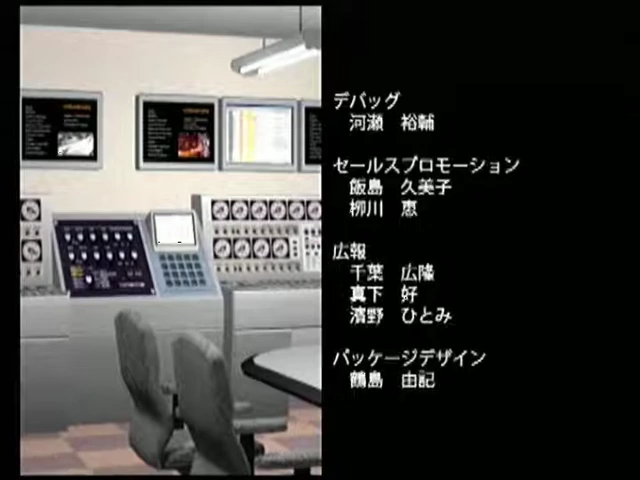 デバッグ
河瀬 裕輔
セールスプロモーション
飯島 久美子
柳川 恵
広報
千葉 広隆
真下 好
濱野 ひとみ
パッケージデザイン
鶴島 由記